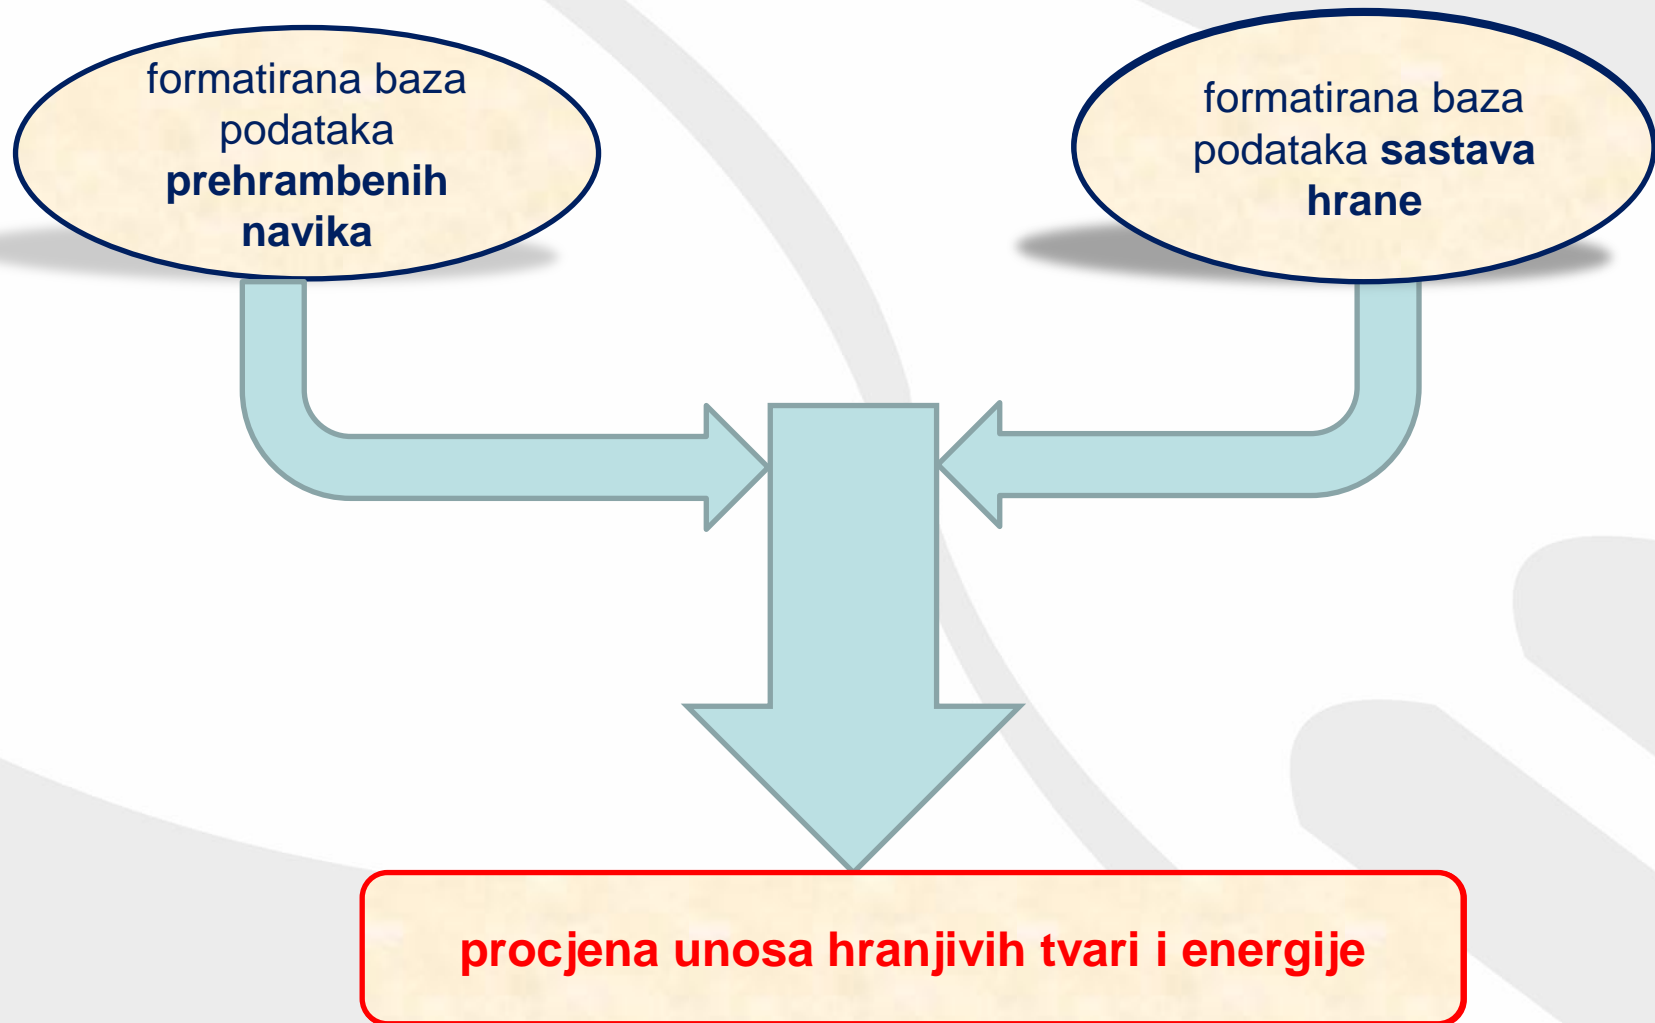 formatirana baza
podataka
prehrambenih
navika
formatirana baza
podataka sastava
hrane
procjena unosa hranjivih tvari i energije